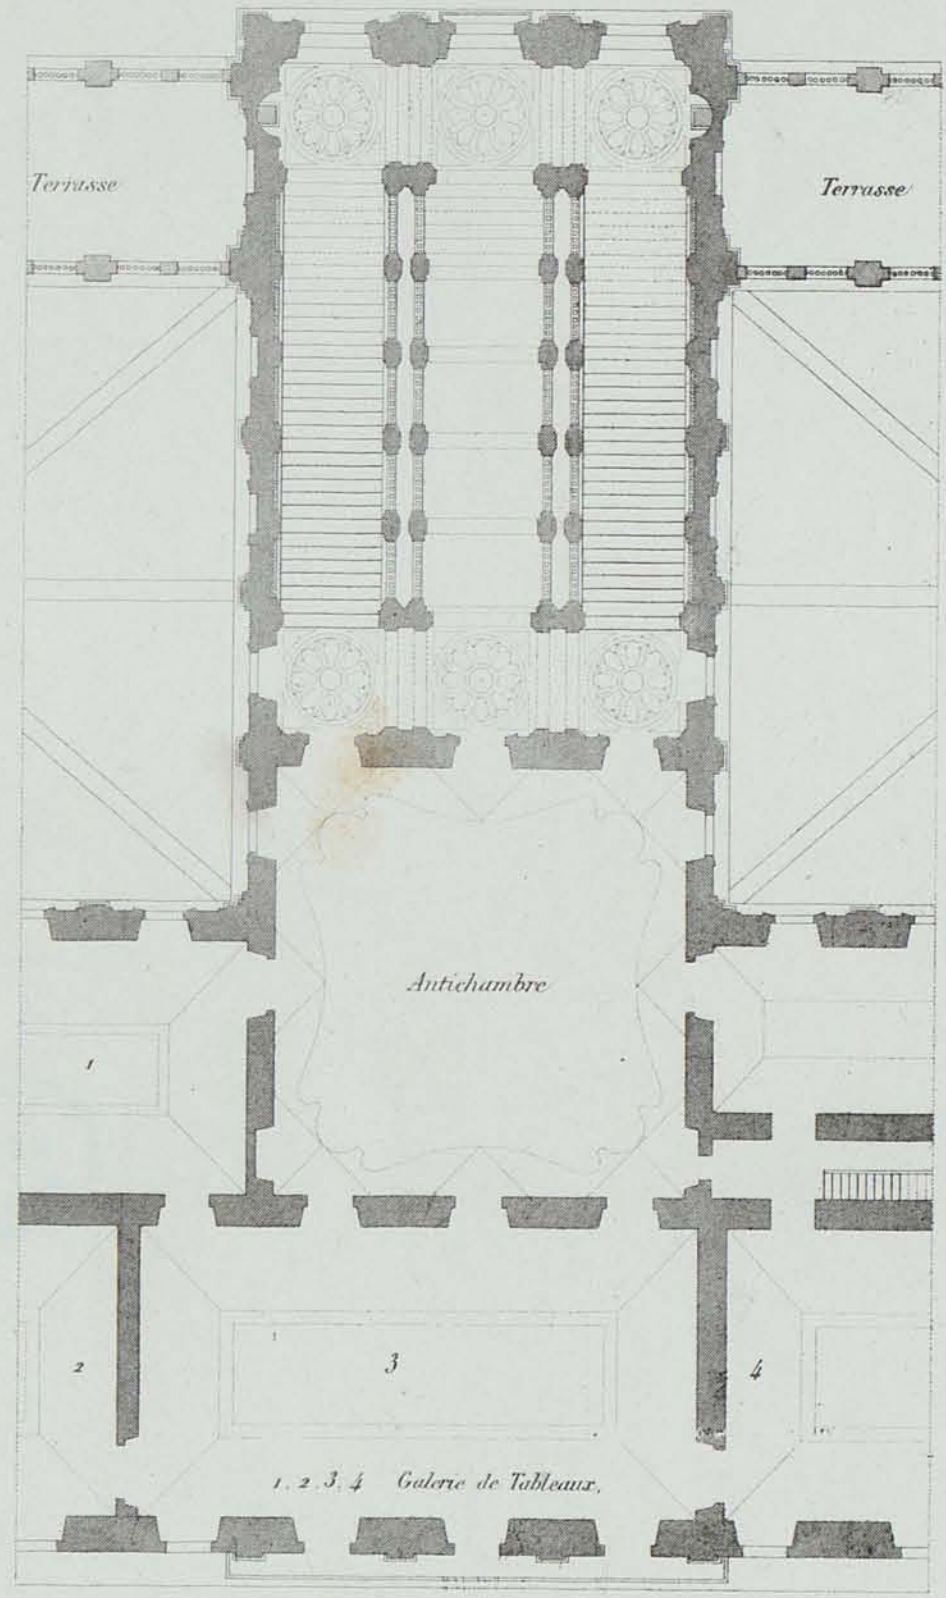 Terrasse
Terrasse
Antichambre
1
2
3
4
1. 2. 3. 4 Galerie de Tableaux,